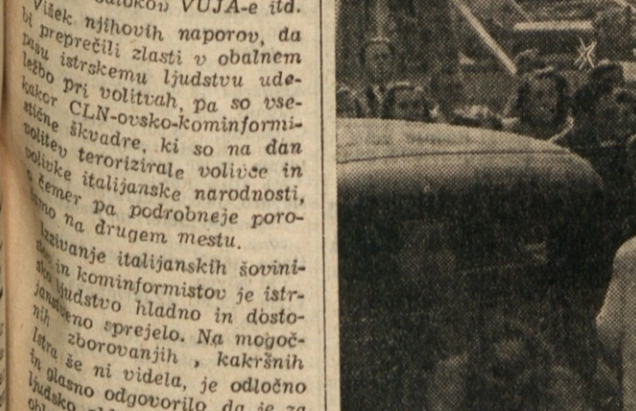 VUJA-e itd.
Višek njihovih naporov, da
bi preprečili zlasti v obalnem
pasu istrskemu ljudstvu ude-
ležbo pri volitvah, pa so vse-
kakor CLN-ovsko-kominformi-
stične škvadre, ki so na dan
volitev terorizirale volivce in
volivke italijanske narodnosti,
o čemer pa podrobneje poro-
čamo na drugem mestu.
Izzivanje italijanskih šovini-
stov in kominformistov je istr-
sko ljudstvo hladno in dosto-
janstveno sprejelo. Na mogoč-
nih zborovanjih, kakršnih
Istra še ni videla, je odločno
in glasno odgovorilo, da je za
ljudsko